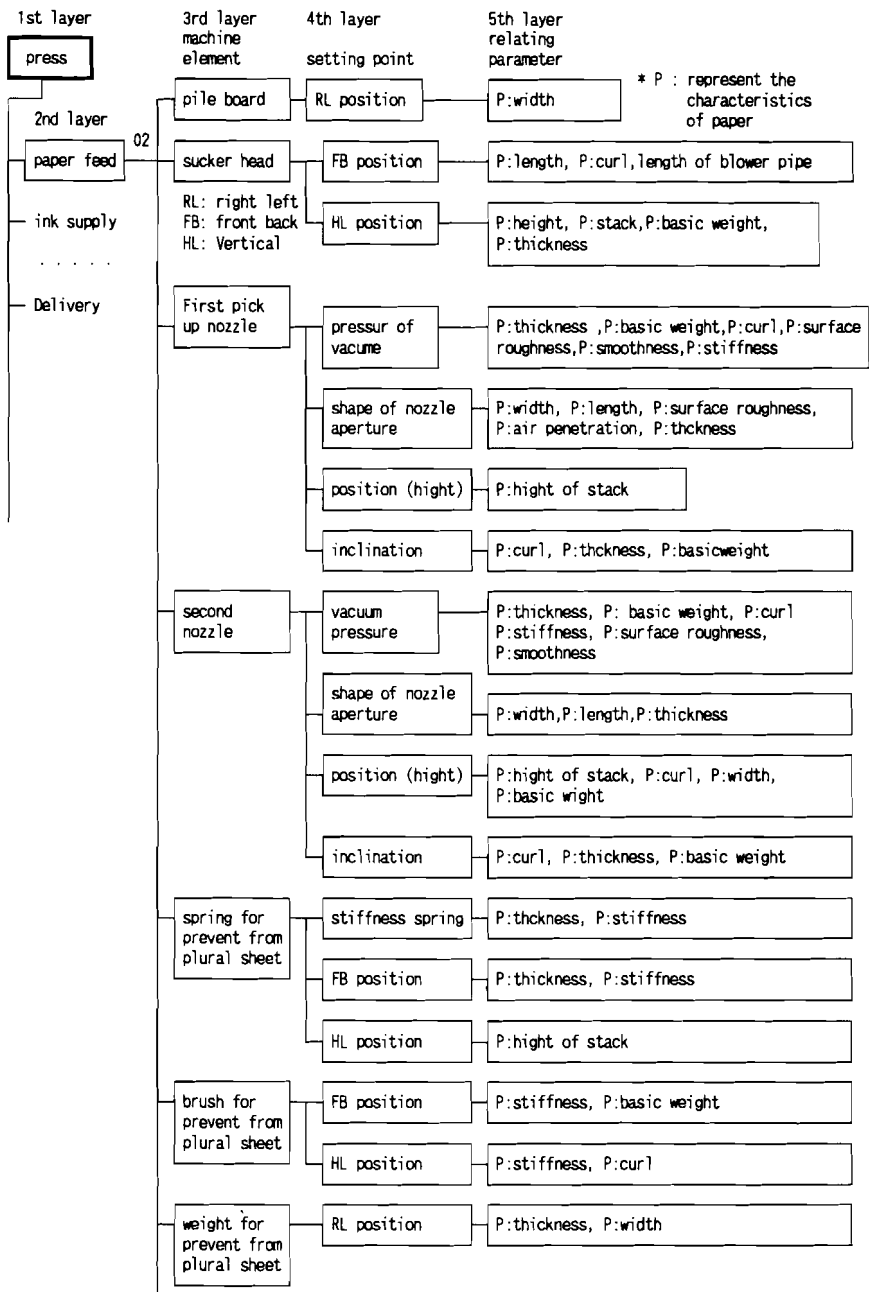 1st layer
press
2nd layer
paper feed
02
ink supply
. . . . .
Delivery
3rd layer
machine
element
4th layer
setting point
5th layer
relating
parameter
* P : represent the
characteristics
of paper
pile board
RL position
P:width
sucker head
FB position
P:length, P:curl,length of blower pipe
RL: right left
FB: front back
HL: Vertical
HL position
P:height, P:stack,P:basic weight,
P:thickness
First pick
up nozzle
pressur of
vacume
P:thickness ,P:basic weight,P:curl,P:surface
roughness,P:smoothness,P:stiffness
shape of nozzle
aperture
P:width, P:length, P:surface roughness,
P:air penetration, P:thckness
position (hight)
P:hight of stack
inclination
P:curl, P:thckness, P:basicweight
second
nozzle
vacuum
pressure
P:thickness, P: basic weight, P:curl
P:stiffness, P:surface roughness,
P:smoothness
shape of nozzle
aperture
P:width,P:length,P:thickness
position (hight)
P:hight of stack, P:curl, P:width,
P:basic wight
inclination
P:curl, P:thickness, P:basic weight
spring for
prevent from
plural sheet
stiffness spring
P:thckness, P:stiffness
FB position
P:thickness, P:stiffness
HL position
P:hight of stack
brush for
prevent from
plural sheet
FB position
P:stiffness, P:basic weight
HL position
P:stiffness, P:curl
weight for
prevent from
plural sheet
RL position
P:thickness, P:width